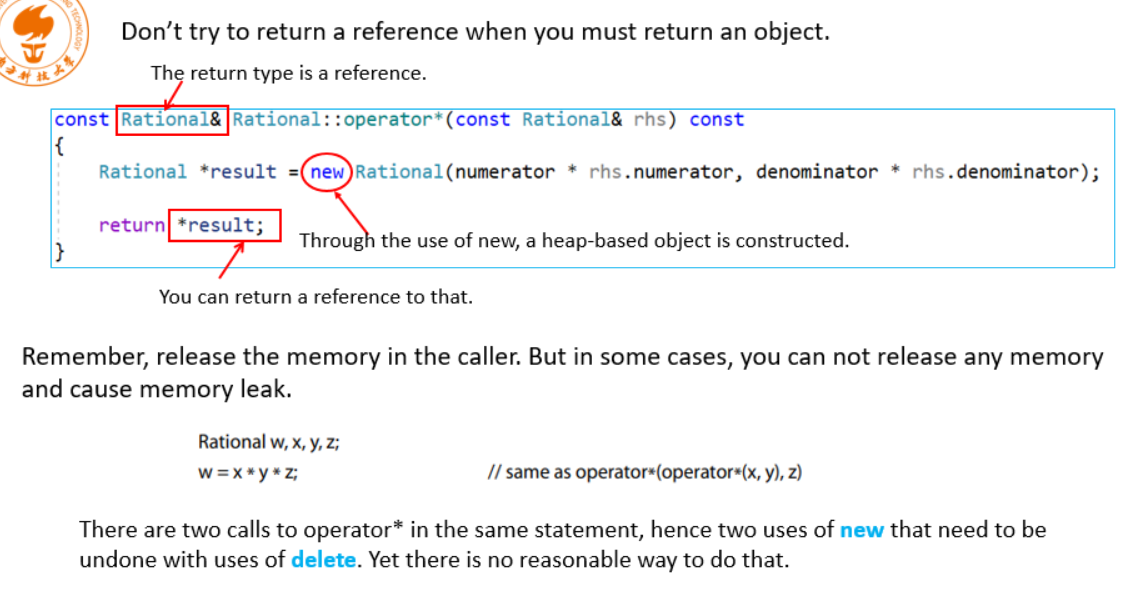 Don't try to return a reference when you must return an object.
The return type is a reference.
const Rational& Rational::operator*(const Rational& rhs) const
{
Rational *result = new Rational(numerator * rhs.numerator, denominator * rhs.denominator);
return *result;
Through the use of new, a heap-based object is constructed.
}
You can return a reference to that.
Remember, release the memory in the caller. But in some cases, you can not release any memory
and cause memory leak.
Rational w, x, y, z;
w = x * y * z; // same as operator*(operator*(x, y), z)
There are two calls to operator* in the same statement, hence two uses of new that need to be
undone with uses of delete. Yet there is no reasonable way to do that.